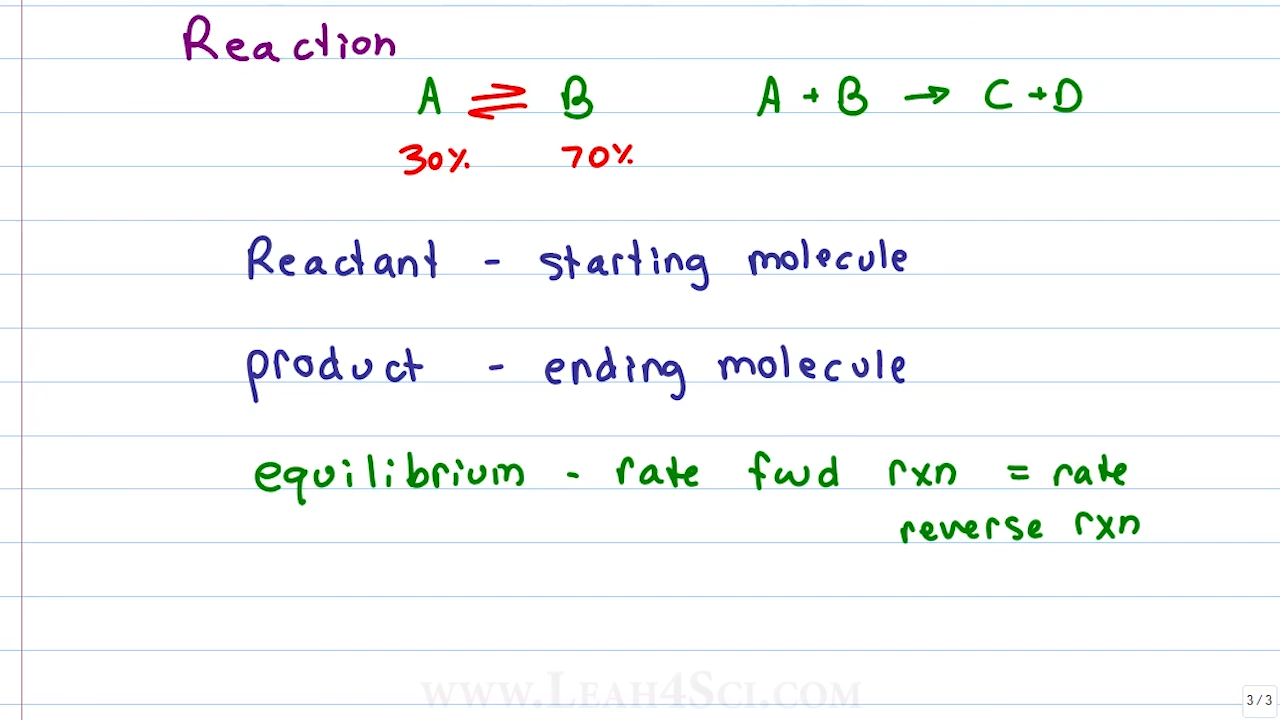 Reaction
A ⇌ B A + B → C + D
30% 70%
Reactant - starting molecule
product - ending molecule
equilibrium - rate fwd rxn = rate
reverse rxn
www.Leah4Sci.com
3 / 3